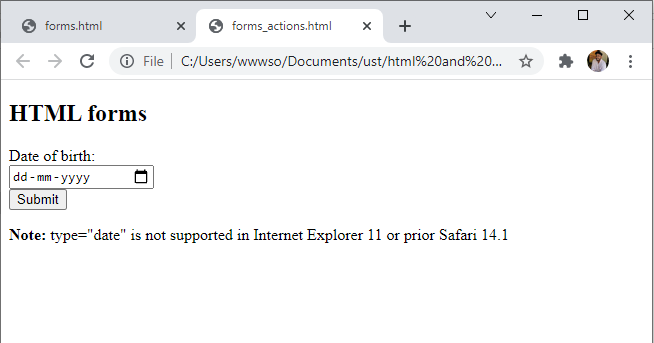 forms.html
forms_actions.html
File
C:/Users/wwwso/Documents/ust/html%20and%20...
HTML forms
Date of birth:
dd-mm-yyyy
Submit
Note: type="date" is not supported in Internet Explorer 11 or prior Safari 14.1